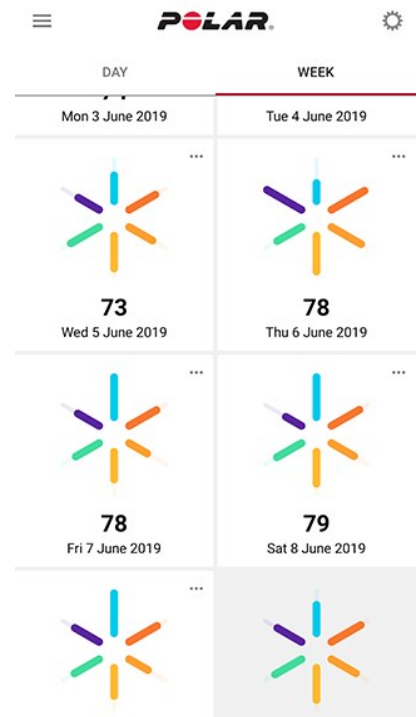 POLAR
DAY
WEEK
Mon 3 June 2019
Tue 4 June 2019
73
Wed 5 June 2019
78
Thu 6 June 2019
78
Fri 7 June 2019
79
Sat 8 June 2019